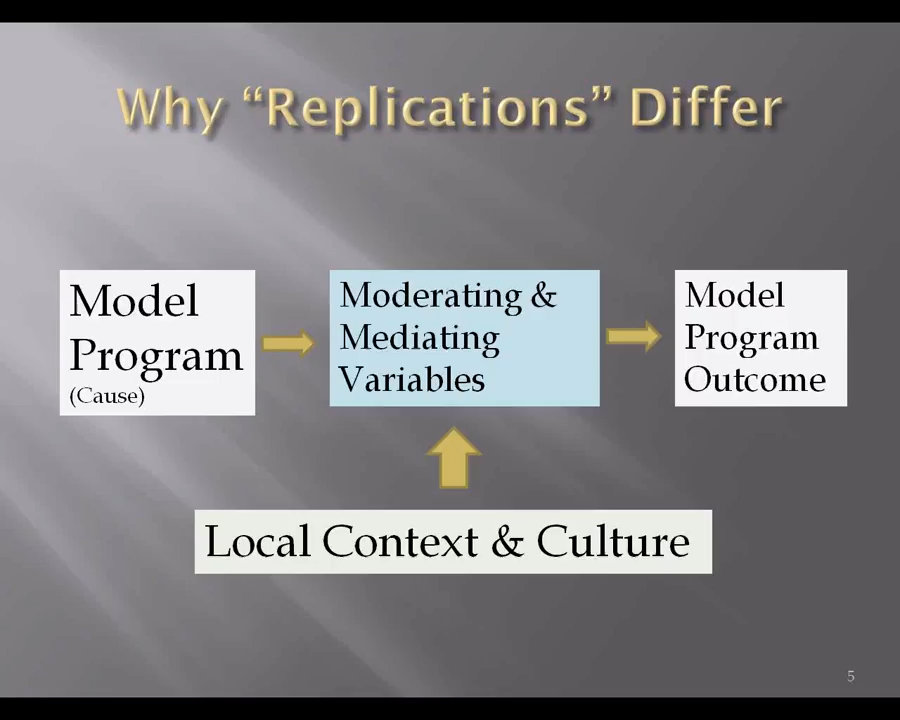 Why “Replications” Differ
Model
Program
(Cause)
Moderating &
Mediating
Variables
Model
Program
Outcome
Local Context & Culture
5